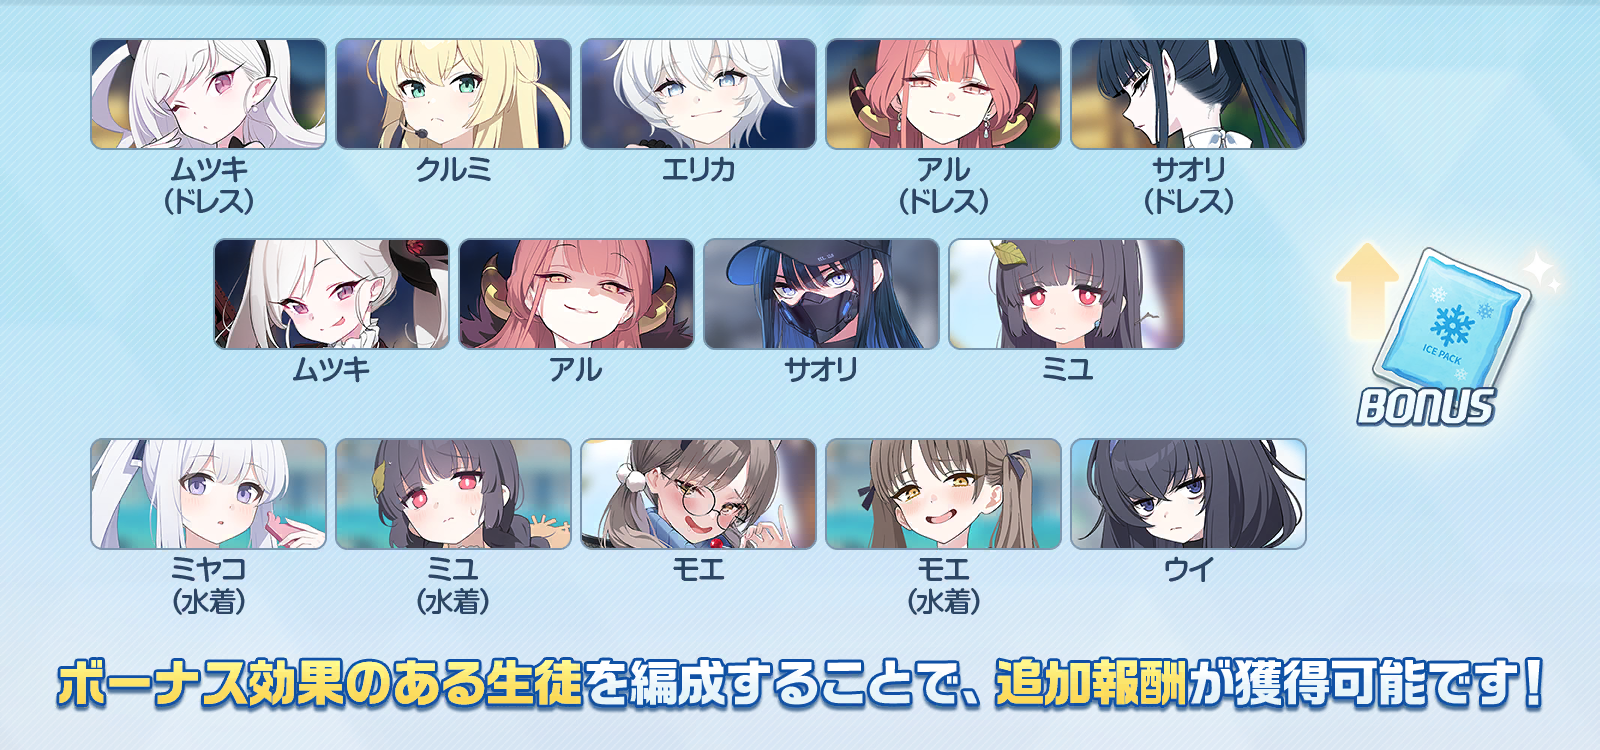 ムツキ
（ドレス）
クルミ
エリカ
アル
（ドレス）
サオリ
（ドレス）
ムツキ
アル
サオリ
ミユ
ICE PACK
BONUS
ミヤコ
（水着）
ミユ
（水着）
モエ
モエ
（水着）
ウイ
ボーナス効果のある生徒を編成することで、追加報酬が獲得可能です！